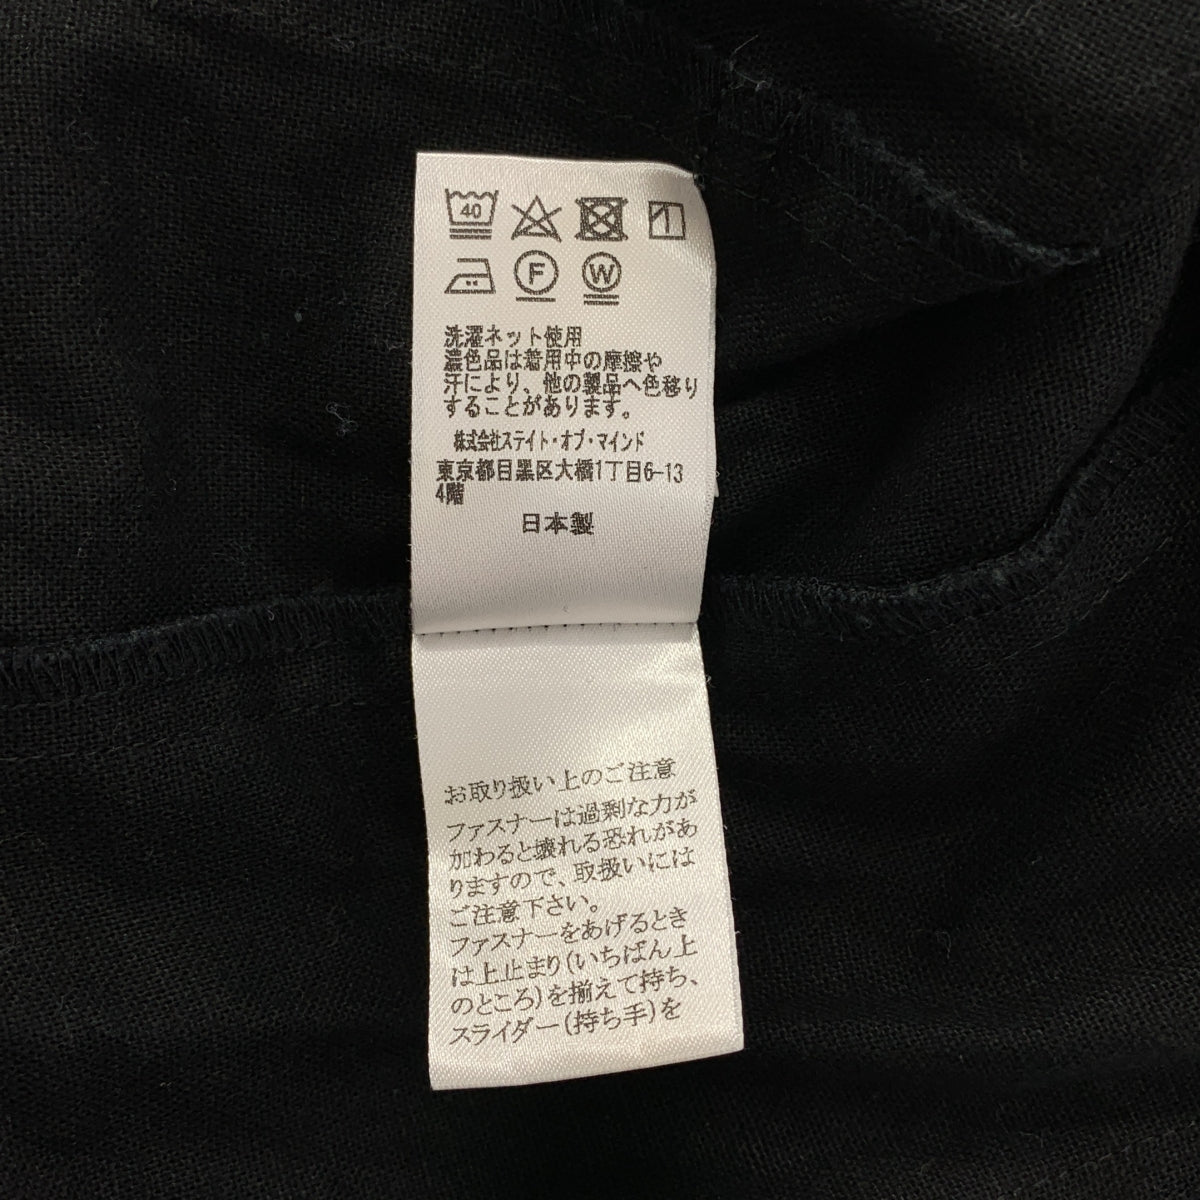 40
F W
洗濯ネット使用
濃色品は着用中の摩擦や
汗により、他の製品へ色移り
することがあります。
株式会社ステイト・オブ・マインド
東京都目黒区大橋1丁目6-13
4階
日本製
お取り扱い上のご注意
ファスナーは過剰な力が
加わると壊れる恐れがあ
りますので、取扱いには
ご注意下さい。
ファスナーをあげるとき
は上止まり(いちばん上
のところ)を揃えて持ち、
スライダー(持ち手)を